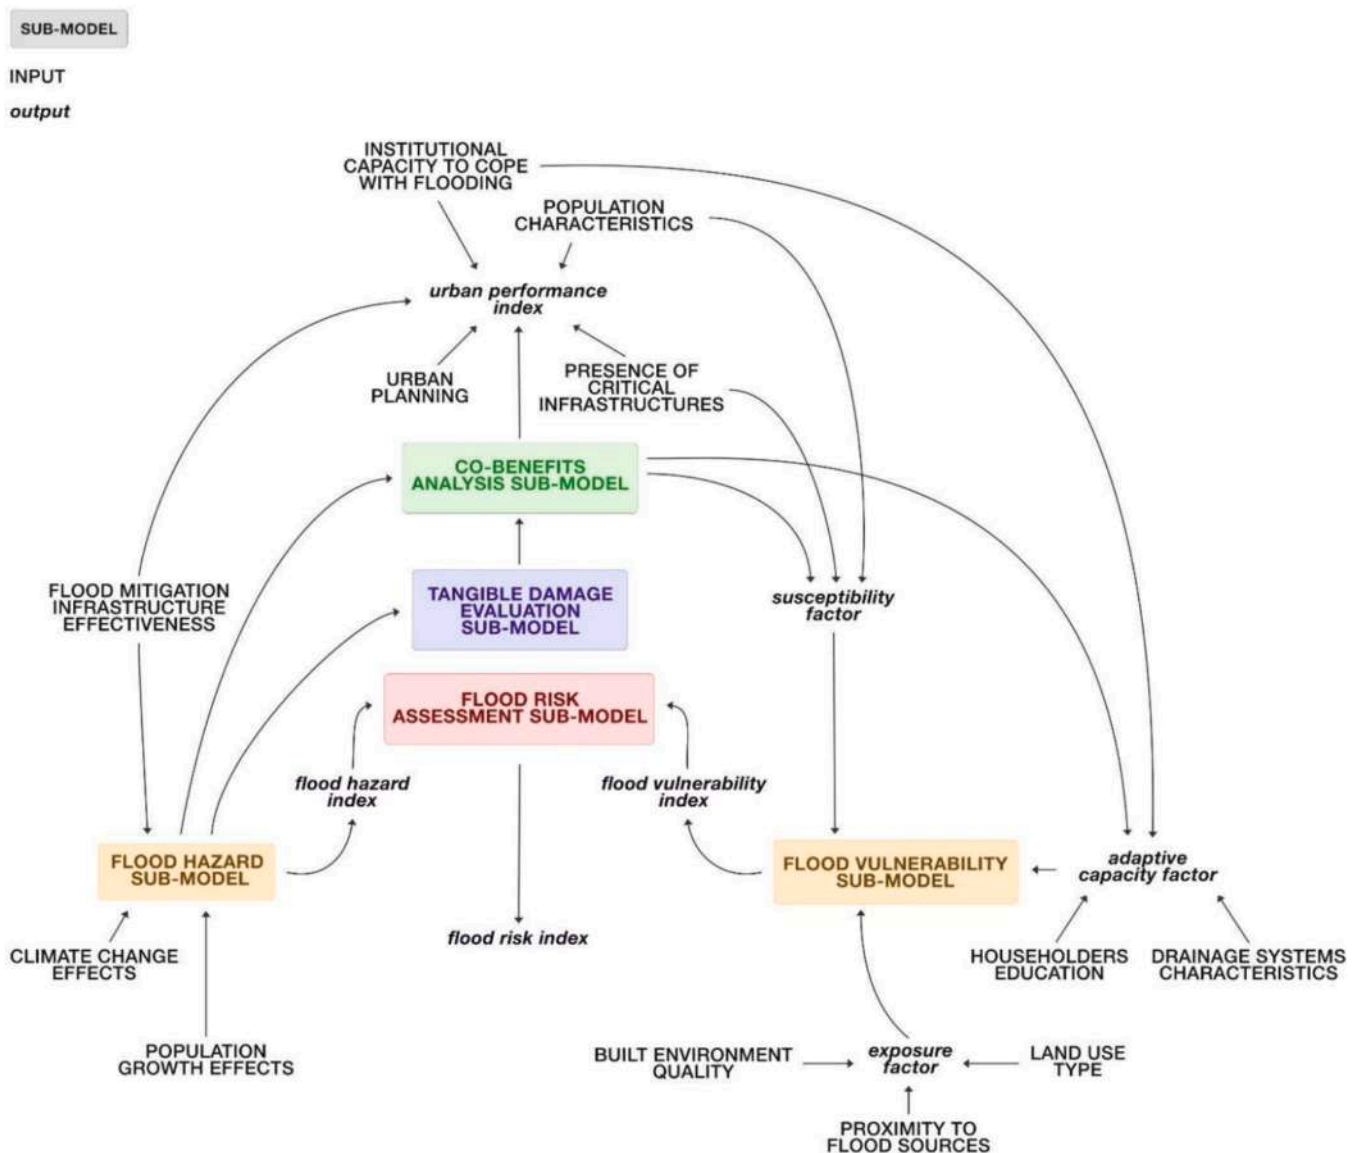 SUB-MODEL
INPUT
output
INSTITUTIONAL
CAPACITY TO COPE
WITH FLOODING
POPULATION
CHARACTERISTICS
urban performance
index
URBAN
PLANNING
PRESENCE OF
CRITICAL
INFRASTRUCTURES
CO-BENEFITS
ANALYSIS SUB-MODEL
FLOOD MITIGATION
INFRASTRUCTURE
EFFECTIVENESS
TANGIBLE DAMAGE
EVALUATION
SUB-MODEL
susceptibility
factor
FLOOD RISK
ASSESSMENT SUB-MODEL
flood hazard
index
flood vulnerability
index
FLOOD HAZARD
SUB-MODEL
FLOOD VULNERABILITY
SUB-MODEL
adaptive
capacity factor
flood risk index
CLIMATE CHANGE
EFFECTS
HOUSEHOLDERS
EDUCATION
DRAINAGE SYSTEMS
CHARACTERISTICS
POPULATION
GROWTH EFFECTS
BUILT ENVIRONMENT
QUALITY
exposure
factor
LAND USE
TYPE
PROXIMITY TO
FLOOD SOURCES